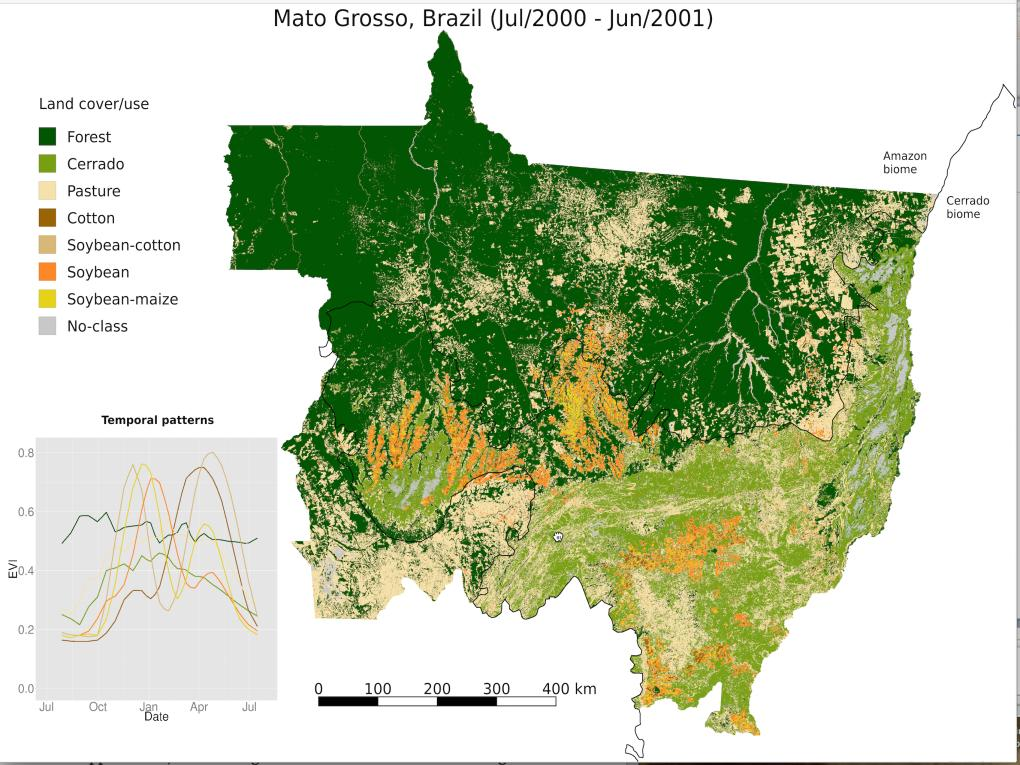 Mato Grosso, Brazil (Jul/2000 - Jun/2001)
Land cover/use
Forest
Cerrado
Pasture
Cotton
Soybean-cotton
Soybean
Soybean-maize
No-class
Amazon
biome
Cerrado
biome
Temporal patterns
EVI
0.8
0.6
0.4
0.2
0.0
Jul Oct Jan Apr Jul
Date
0 100 200 300 400 km